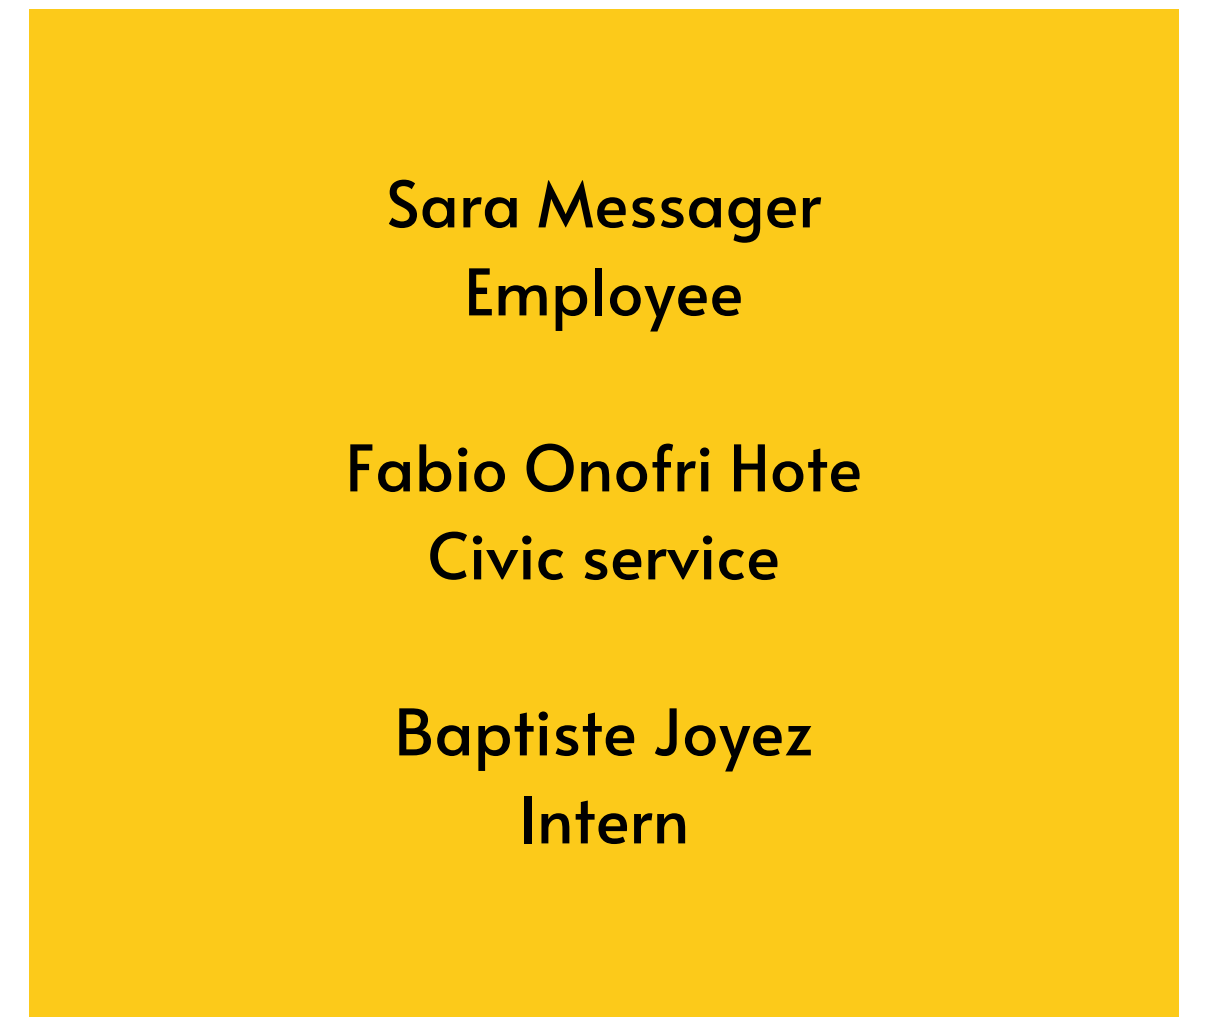 Sara Messager
Employee
Fabio Onofri Hote
Civic service
Baptiste Joyez
Intern